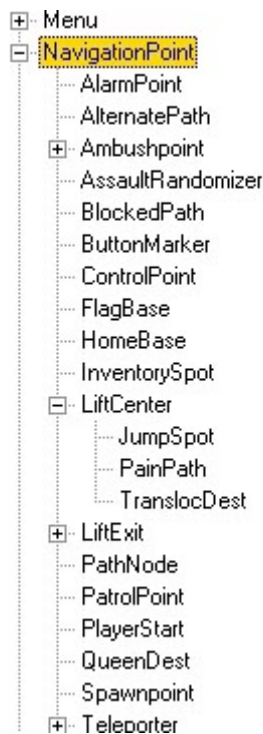 Menu
NavigationPoint
AlarmPoint
AlternatePath
Ambushpoint
AssaultRandomizer
BlockedPath
ButtonMarker
ControlPoint
FlagBase
HomeBase
InventorySpot
LiftCenter
JumpSpot
PainPath
TranslocDest
LiftExit
PathNode
PatrolPoint
PlayerStart
QueenDest
Spawnpoint
Teleporter